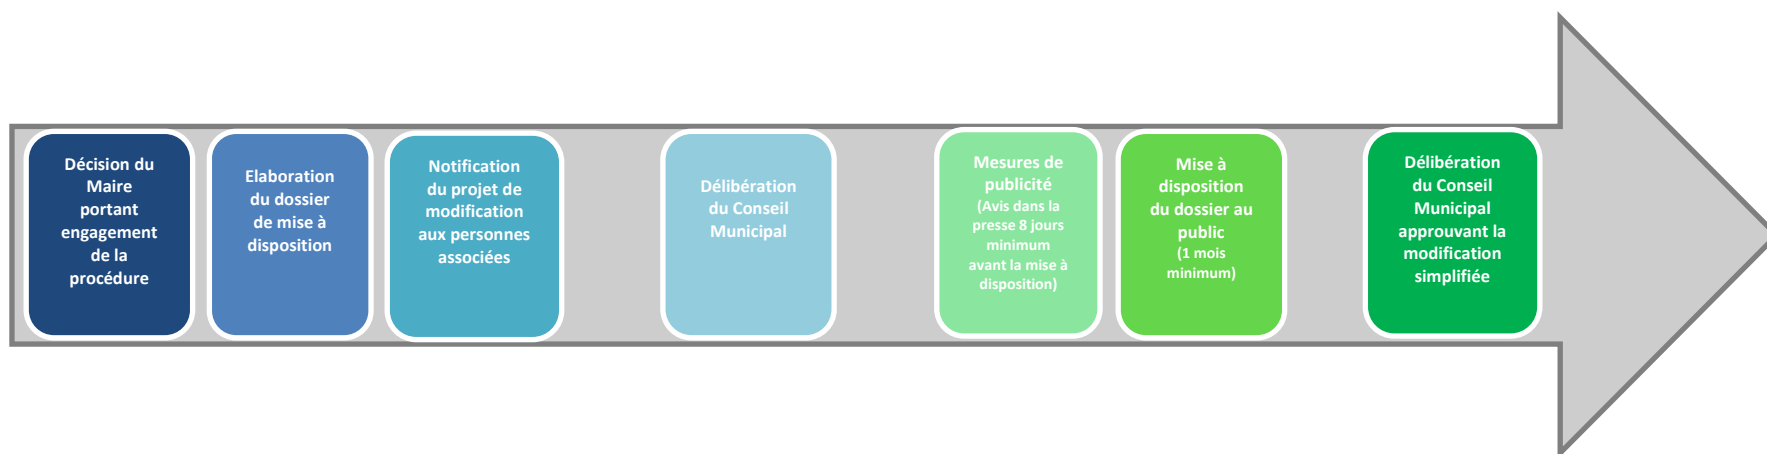 Décision du
Maire
portant
engagement
de la
procédure
Elaboration
du dossier
de mise à
disposition
Notification
du projet de
modification
aux personnes
associées
Délibération
du Conseil
Municipal
Mesures de
publicité
(Avis dans la
presse 8 jours
minimum
avant la mise à
disposition)
Mise à
disposition
du dossier au
public
(1 mois
minimum)
Délibération
du Conseil
Municipal
approuvant la
modification
simplifiée